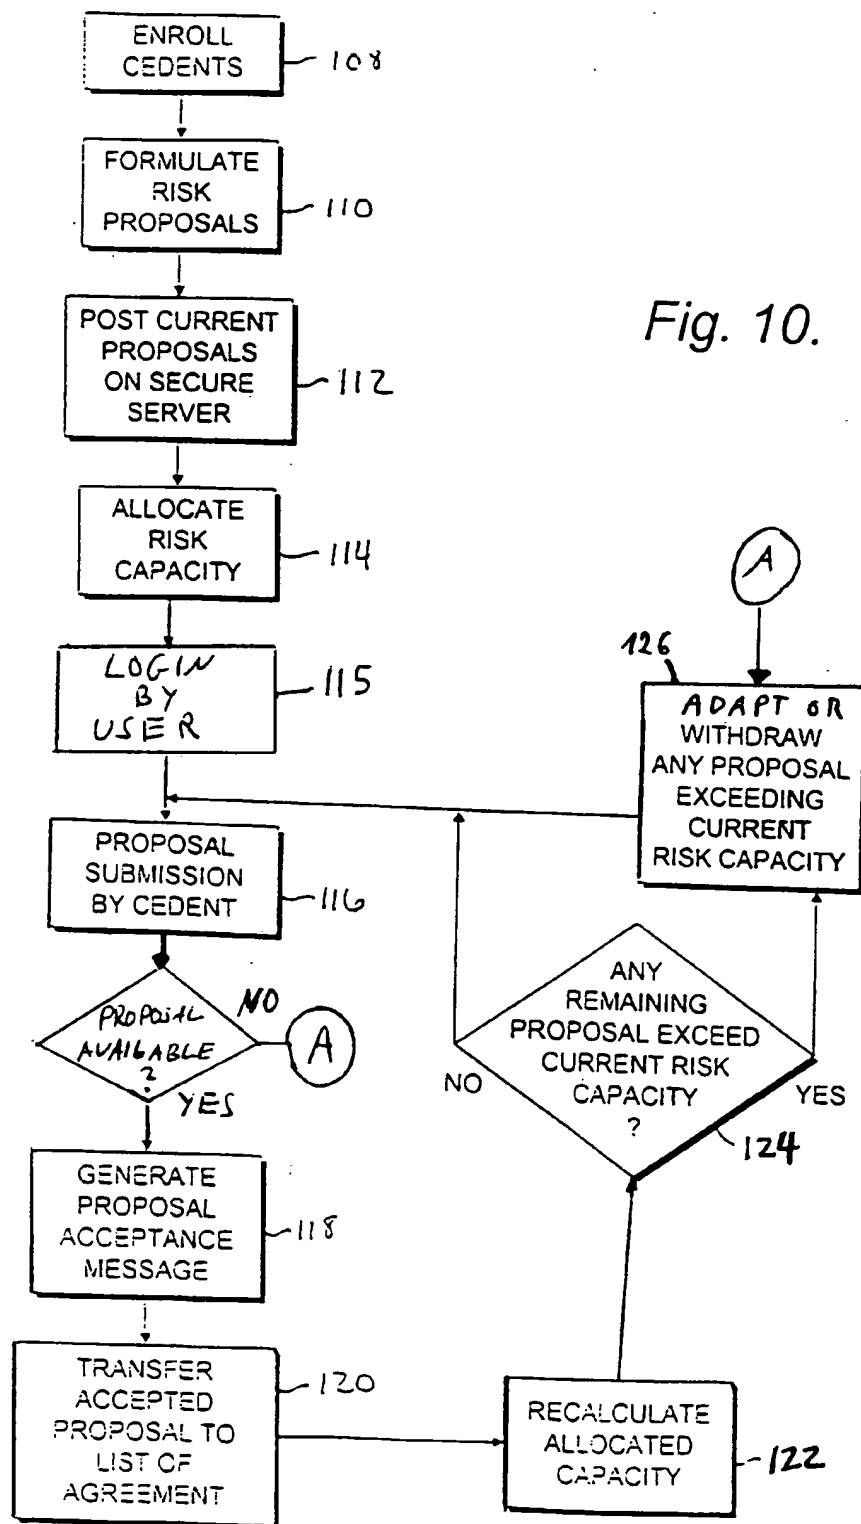 ENROLL
CEDENTS
108
FORMULATE
RISK
PROPOSALS
110
POST CURRENT
PROPOSALS
ON SECURE
SERVER
112
Fig. 10.
ALLOCATE
RISK
CAPACITY
114
LOGIN
BY
USER
115
A
126
ADAPT OR
WITHDRAW
ANY PROPOSAL
EXCEEDING
CURRENT
RISK CAPACITY
PROPOSAL
SUBMISSION
BY CEDENT
116
PROPOSAL
AVAILABLE
?
NO
A
YES
ANY
REMAINING
PROPOSAL EXCEED
CURRENT RISK
CAPACITY
?
NO
YES
124
GENERATE
PROPOSAL
ACCEPTANCE
MESSAGE
118
TRANSFER
ACCEPTED
PROPOSAL TO
LIST OF
AGREEMENT
120
RECALCULATE
ALLOCATED
CAPACITY
122